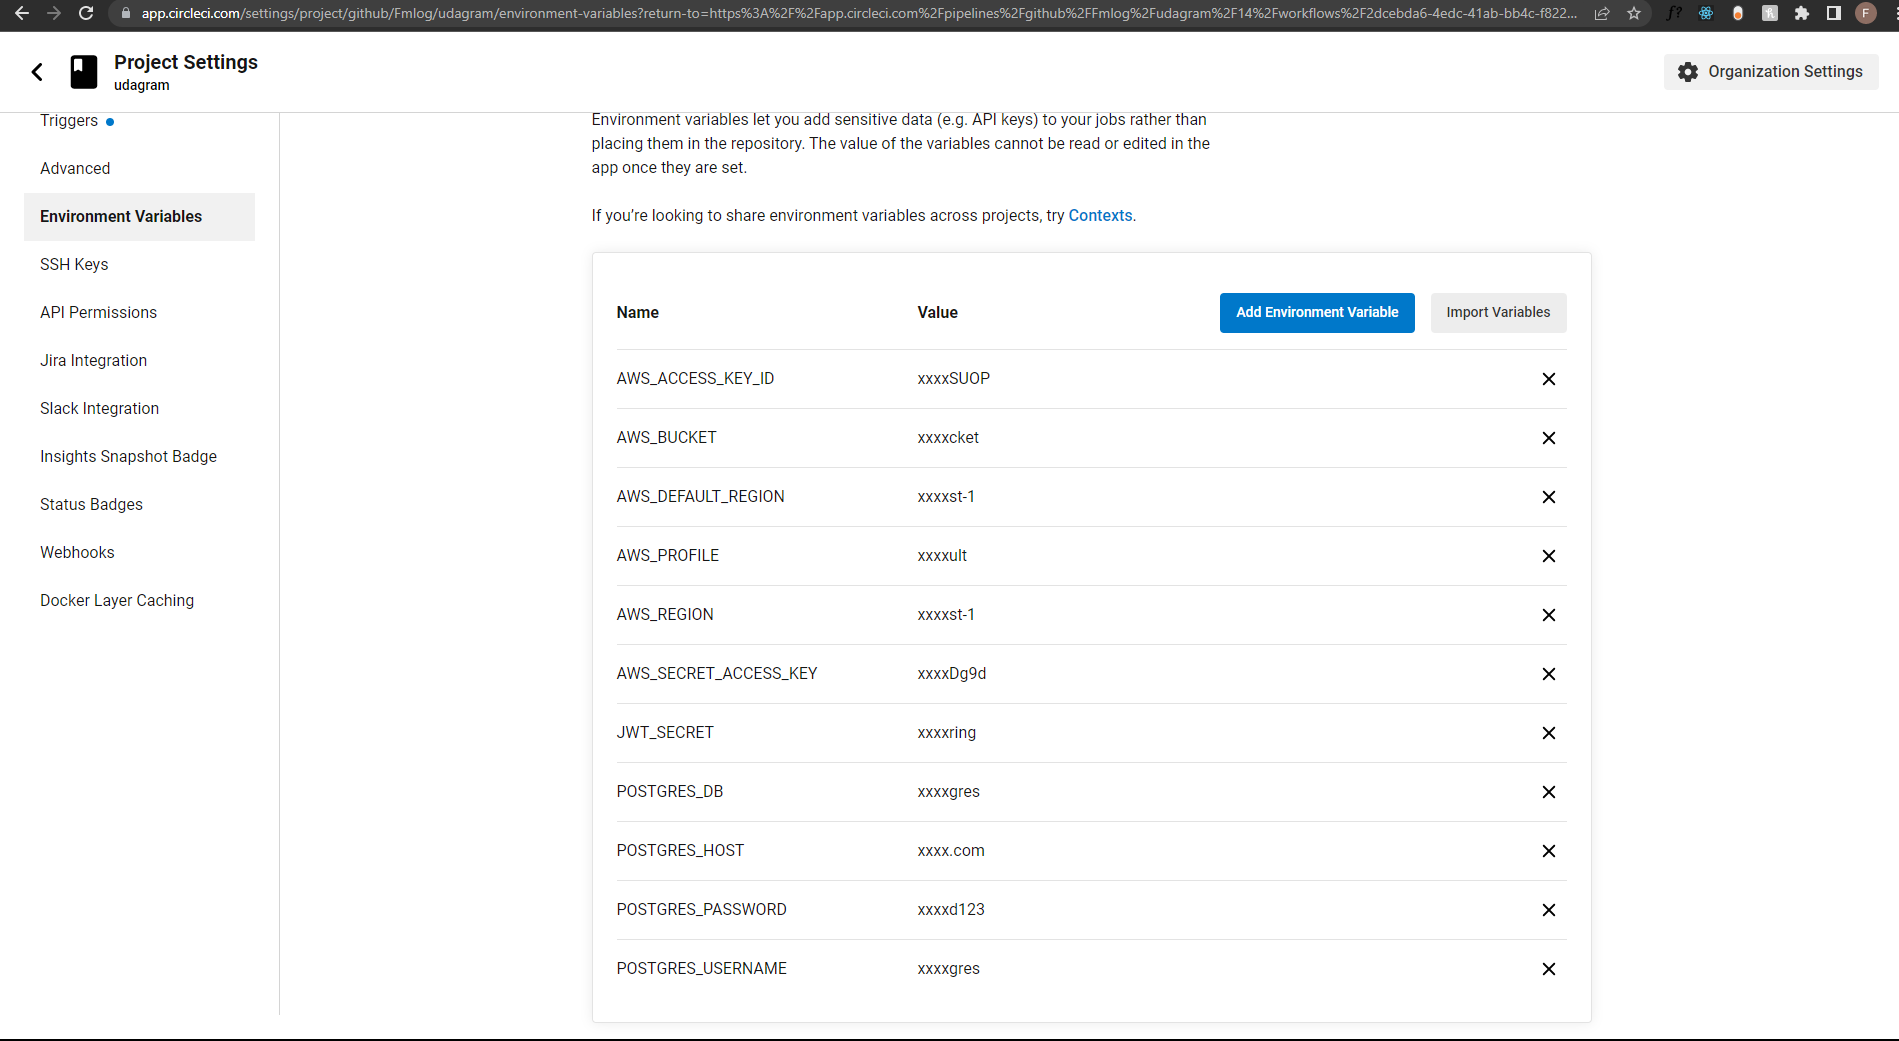 app.circleci.com/settings/project/github/Fmlog/udagram/environment-variables?return-to=https%3A%2F%2Fapp.circleci.com%2Fpipelines%2Fgithub%2FFmlog%2Fudagram%2F14%2Fworkflows%2F2dcebda6-4edc-41ab-bb4c-f822...
f?
F
Project Settings
udagram
Organization Settings
Triggers
Advanced
Environment Variables
SSH Keys
API Permissions
Jira Integration
Slack Integration
Insights Snapshot Badge
Status Badges
Webhooks
Docker Layer Caching
Environment variables let you add sensitive data (e.g. API keys) to your jobs rather than
placing them in the repository. The value of the variables cannot be read or edited in the
app once they are set.
If you’re looking to share environment variables across projects, try Contexts.
Name Value Add Environment Variable Import Variables
AWS_ACCESS_KEY_ID xxxxSUOP
AWS_BUCKET xxxxcket
AWS_DEFAULT_REGION xxxxst-1
AWS_PROFILE xxxxult
AWS_REGION xxxxst-1
AWS_SECRET_ACCESS_KEY xxxxDg9d
JWT_SECRET xxxxring
POSTGRES_DB xxxxgres
POSTGRES_HOST xxxx.com
POSTGRES_PASSWORD xxxxd123
POSTGRES_USERNAME xxxxgres